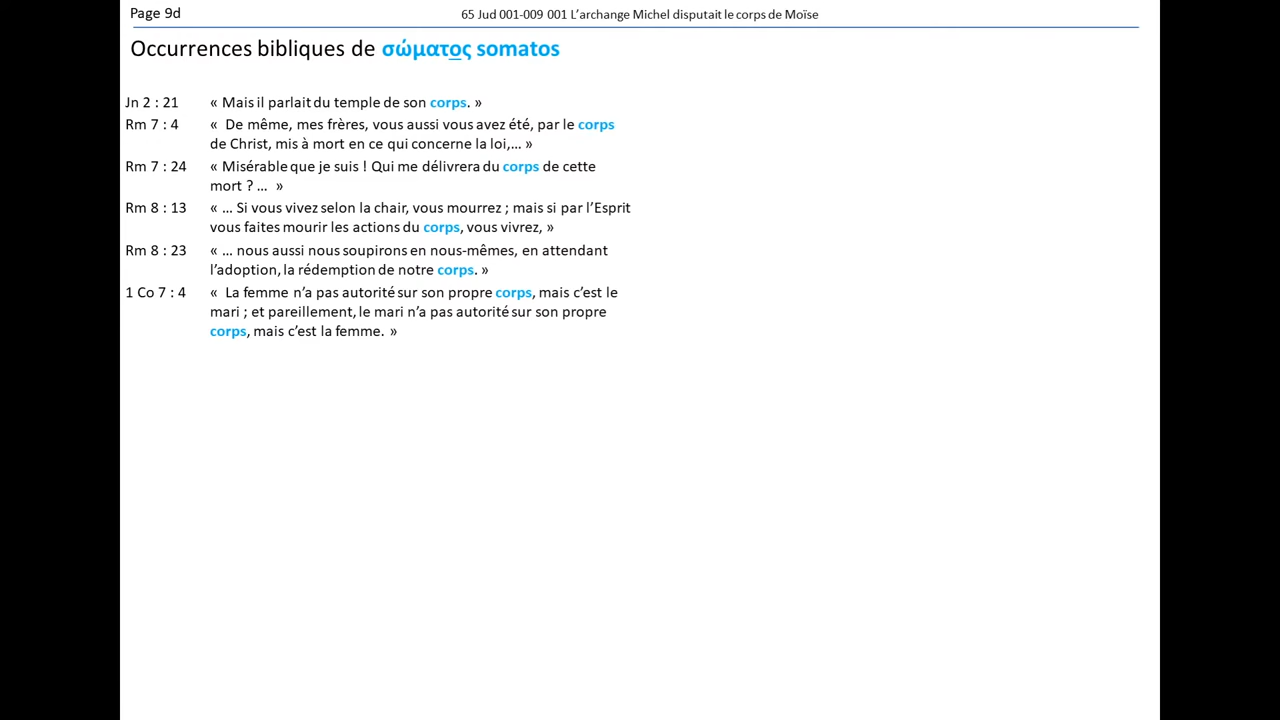 Page 9d
65 Jud 001-009 001 L’archange Michel disputait le corps de Moïse
Occurrences bibliques de σώματος somatos
Jn 2 : 21 « Mais il parlait du temple de son corps. »
Rm 7 : 4 « De même, mes frères, vous aussi vous avez été, par le corps
de Christ, mis à mort en ce qui concerne la loi,... »
Rm 7 : 24 « Misérable que je suis ! Qui me délivrera du corps de cette
mort ? ... »
Rm 8 : 13 « ... Si vous vivez selon la chair, vous mourrez ; mais si par l’Esprit
vous faites mourir les actions du corps, vous vivrez, »
Rm 8 : 23 « ... nous aussi nous soupirons en nous-mêmes, en attendant
l’adoption, la rédemption de notre corps. »
1 Co 7 : 4 « La femme n’a pas autorité sur son propre corps, mais c’est le
mari ; et pareillement, le mari n’a pas autorité sur son propre
corps, mais c’est la femme. »